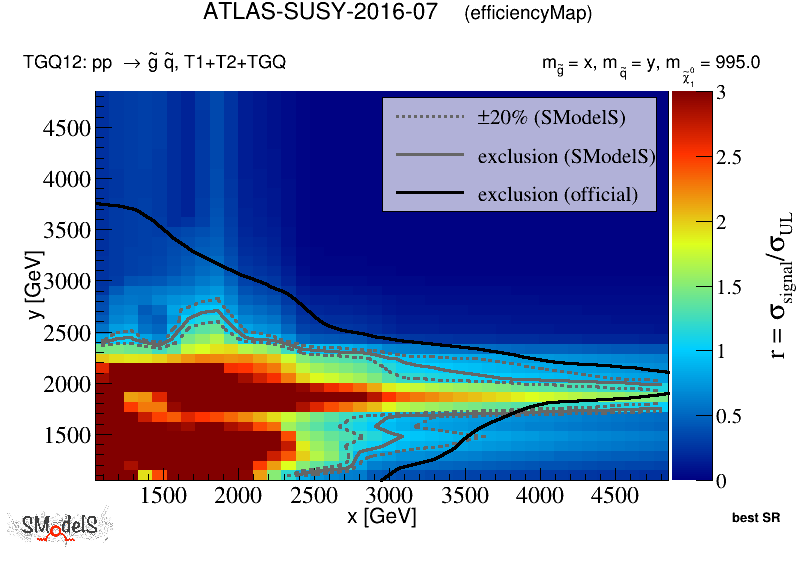 ATLAS-SUSY-2016-07 (efficiencyMap)
TGQ12: pp → g̃ q̃, T1+T2+TGQ
m_g̃ = x, m_q̃ = y, m_χ̃₁⁰ = 995.0
±20% (SModelS)
exclusion (SModelS)
exclusion (official)
4500
4000
3500
3000
2500
2000
1500
y [GeV]
1500 2000 2500 3000 3500 4000 4500
x [GeV]
3
2.5
2
1.5
1
0.5
0
r = σ_signal/σ_UL
SModelS
best SR